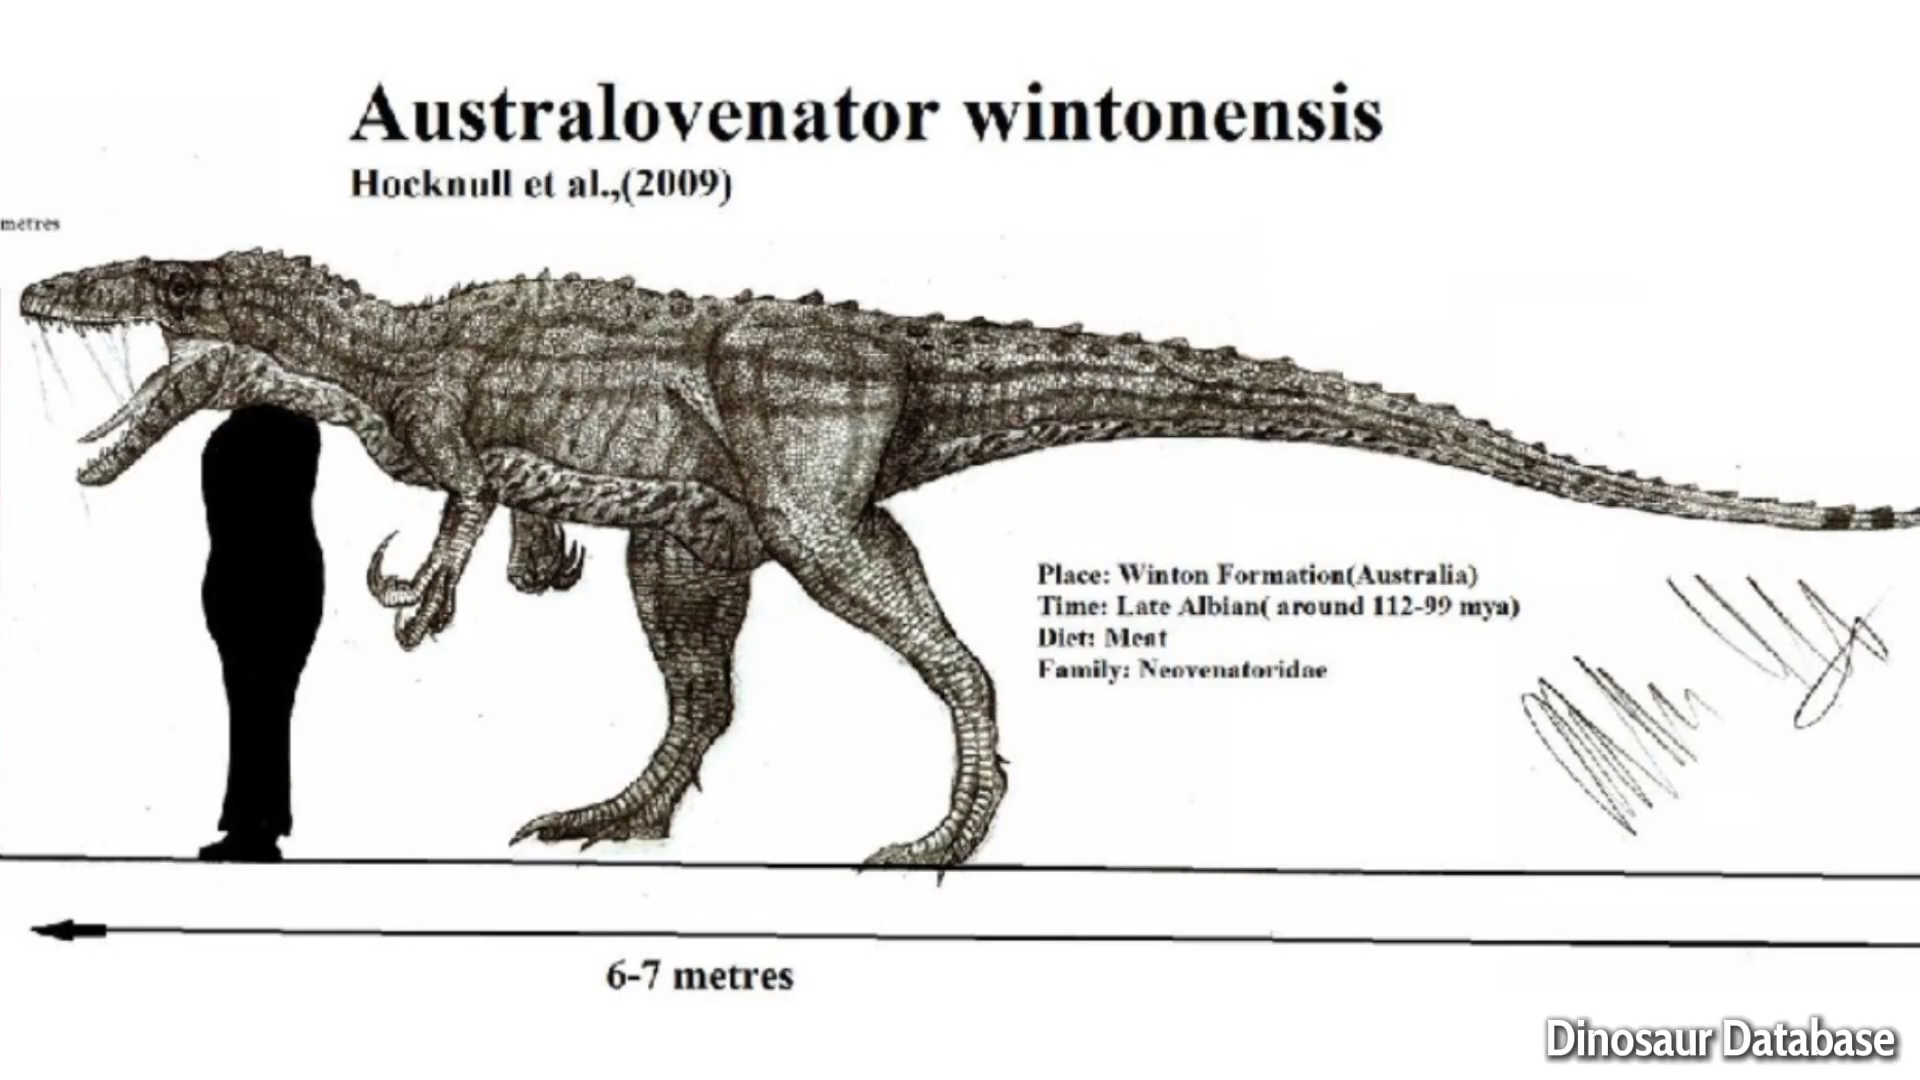 Australovenator wintonensis
Hocknull et al.,(2009)
metres
Place: Winton Formation(Australia)
Time: Late Albian( around 112-99 mya)
Diet: Meat
Family: Neovenatoridae
6-7 metres
Dinosaur Database